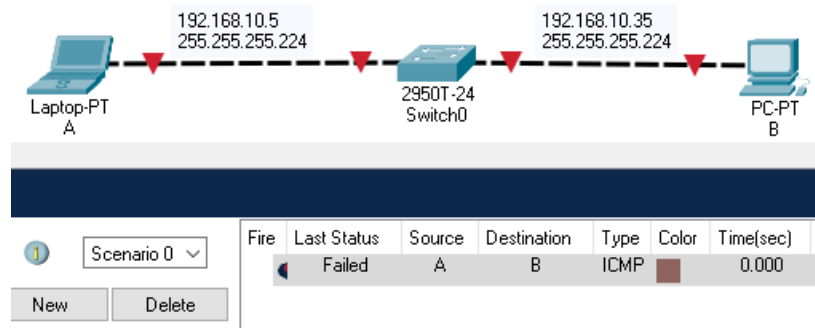 192.168.10.5
255.255.255.224
192.168.10.35
255.255.255.224
Laptop-PT
A
2950T-24
Switch0
PC-PT
B
Scenario 0
New Delete
Fire Last Status Source Destination Type Color Time(sec)
Failed A B ICMP 0.000